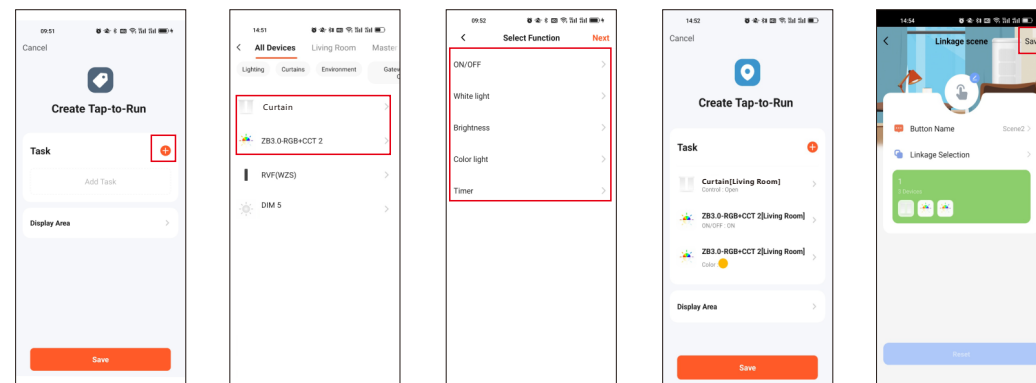 09:51
Cancel
Create Tap-to-Run
Task
Add Task
Display Area
Save
14:51
All Devices Living Room Master
Lighting Curtains Environment Gatew
Curtain
ZB3.0-RGB+CCT 2
RVF(WZS)
DIM 5
09:52
Select Function Next
ON/OFF
White light
Brightness
Color light
Timer
14:52
Cancel
Create Tap-to-Run
Task
Curtain[Living Room]
Control : Open
ZB3.0-RGB+CCT 2[Living Room]
ON/OFF : ON
ZB3.0-RGB+CCT 2[Living Room]
Color :
Display Area
Save
14:54
Linkage scene Sav
Button Name Scene2
Linkage Selection
1
Reset